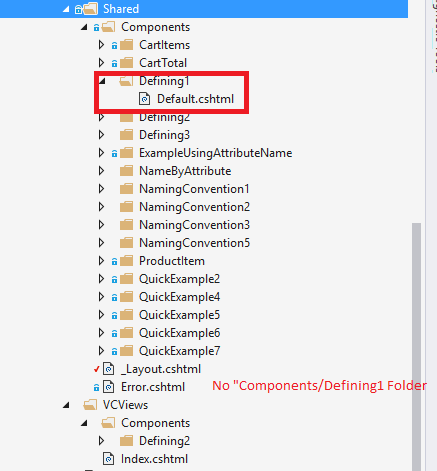 Shared
Components
CartItems
CartTotal
Defining1
Default.cshtml
Defining2
Defining3
ExampleUsingAttributeName
NameByAttribute
NamingConvention1
NamingConvention2
NamingConvention3
NamingConvention5
ProductItem
QuickExample2
QuickExample4
QuickExample5
QuickExample6
QuickExample7
_Layout.cshtml
Error.cshtml No "Components/Defining1 Folder
VCViews
Components
Defining2
Index.cshtml